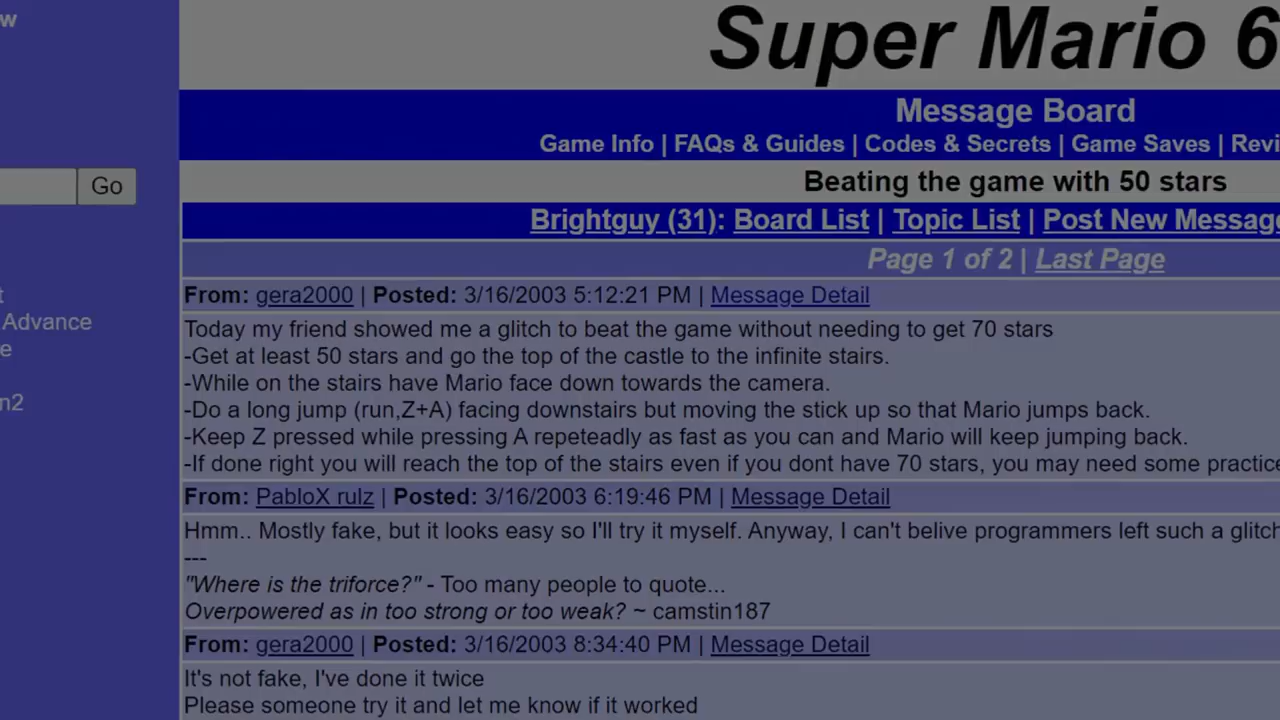 w
Super Mario 6
Message Board
Game Info | FAQs & Guides | Codes & Secrets | Game Saves | Revi
Go
Beating the game with 50 stars
Brightguy (31): Board List | Topic List | Post New Message
Page 1 of 2 | Last Page
From: gera2000 | Posted: 3/16/2003 5:12:21 PM | Message Detail
t
Advance
e
n2
Today my friend showed me a glitch to beat the game without needing to get 70 stars
-Get at least 50 stars and go the top of the castle to the infinite stairs.
-While on the stairs have Mario face down towards the camera.
-Do a long jump (run,Z+A) facing downstairs but moving the stick up so that Mario jumps back.
-Keep Z pressed while pressing A repeteadly as fast as you can and Mario will keep jumping back.
-If done right you will reach the top of the stairs even if you dont have 70 stars, you may need some practice
From: PabloX rulz | Posted: 3/16/2003 6:19:46 PM | Message Detail
Hmm.. Mostly fake, but it looks easy so I'll try it myself. Anyway, I can't belive programmers left such a glitch
---
"Where is the triforce?" - Too many people to quote...
Overpowered as in too strong or too weak? ~ camstin187
From: gera2000 | Posted: 3/16/2003 8:34:40 PM | Message Detail
It's not fake, I've done it twice
Please someone try it and let me know if it worked